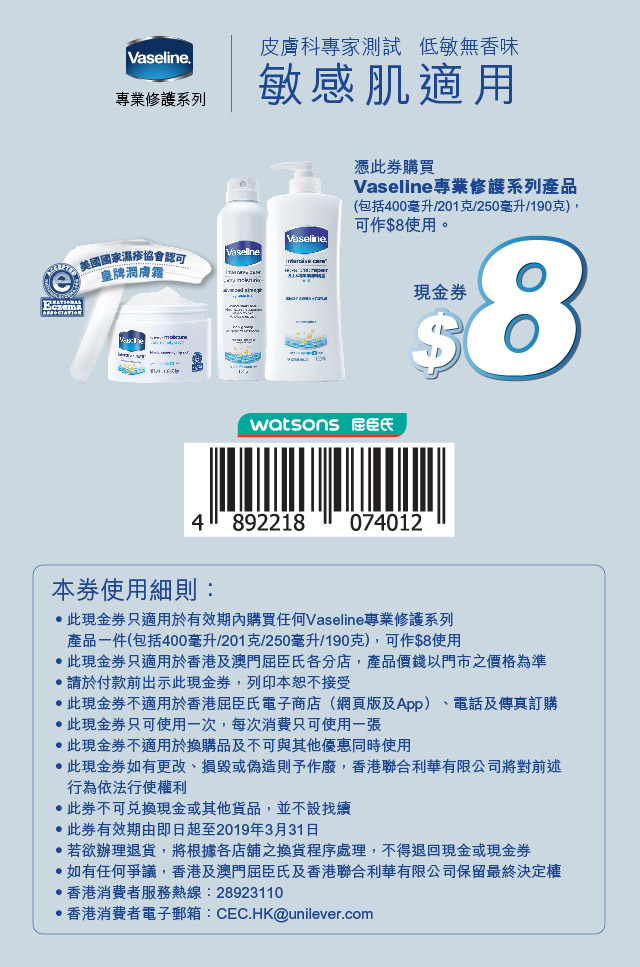 Vaseline.
專業修護系列
皮膚科專家測試 低敏無香味
敏感肌適用
憑此券購買
Vaseline專業修護系列產品
(包括400毫升/201克/250毫升/190克)，
可作$8使用。
現金券
$8
美國國家濕疹協會認可
皇牌潤膚霜
ACCEPTED
e
NATIONAL
Eczema
ASSOCIATION
Vaseline.
Vaseline.
intensive care
Vaseline.
intensive care
watsons 屈臣氏
4 892218 074012
本券使用細則：
• 此現金券只適用於有效期內購買任何Vaseline專業修護系列
產品一件(包括400毫升/201克/250毫升/190克)，可作$8使用
• 此現金券只適用於香港及澳門屈臣氏各分店，產品價錢以門市之價格為準
• 請於付款前出示此現金券，列印本恕不接受
• 此現金券不適用於香港屈臣氏電子商店（網頁版及App）、電話及傳真訂購
• 此現金券只可使用一次，每次消費只可使用一張
• 此現金券不適用於換購品及不可與其他優惠同時使用
• 此現金券如有更改、損毀或偽造則予作廢，香港聯合利華有限公司將對前述
行為依法行使權利
• 此券不可兌換現金或其他貨品，並不設找續
• 此券有效期由即日起至2019年3月31日
• 若欲辦理退貨，將根據各店舖之換貨程序處理，不得退回現金或現金券
• 如有任何爭議，香港及澳門屈臣氏及香港聯合利華有限公司保留最終決定權
• 香港消費者服務熱線：28923110
• 香港消費者電子郵箱：CEC.HK@unilever.com